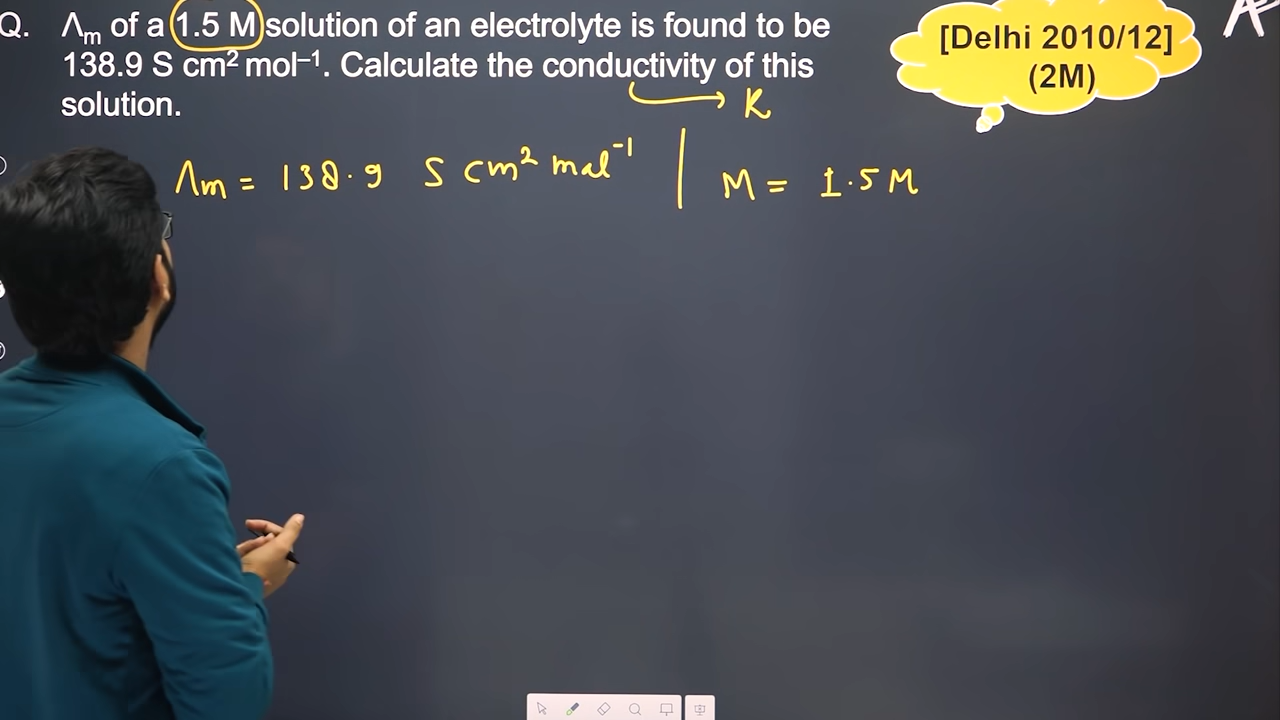 Q. Λm of a 1.5 M solution of an electrolyte is found to be
138.9 S cm² mol⁻¹. Calculate the conductivity of this
solution.
[Delhi 2010/12]
(2M)
K
Λm = 138.9 S cm² mol⁻¹ | M = 1.5 M